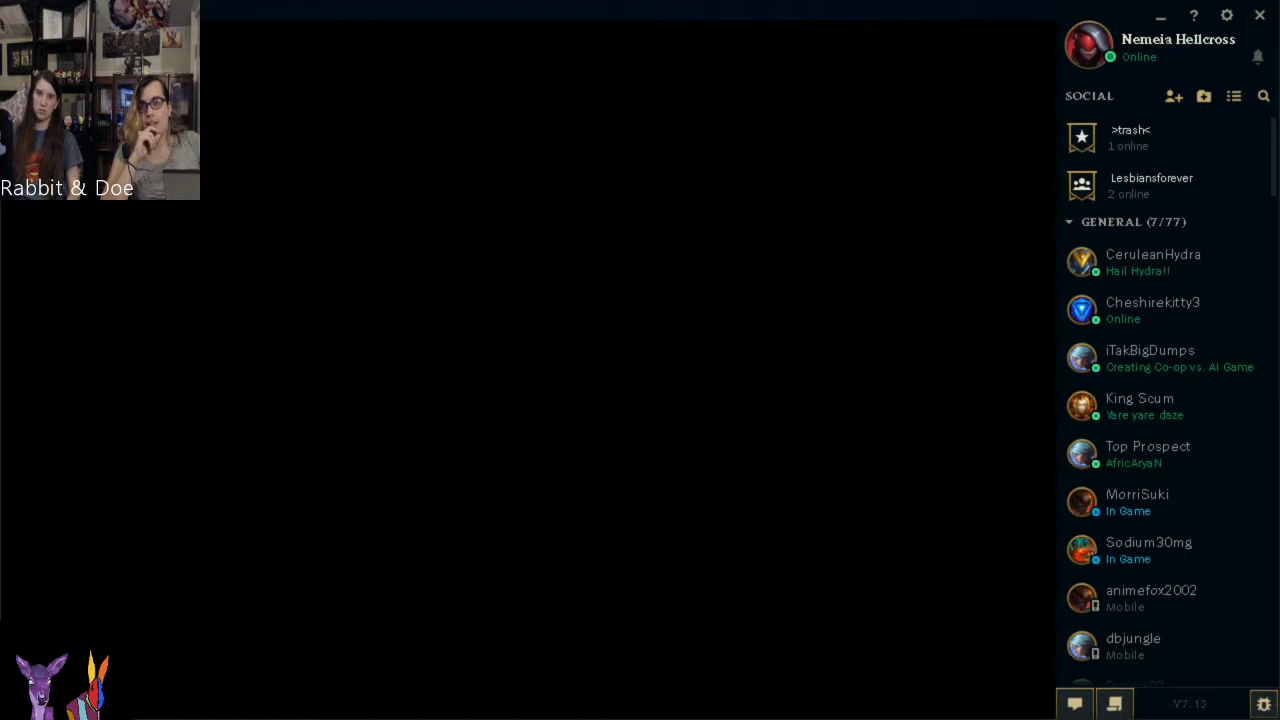 Rabbit & Doe
Nemeia Hellcross
Online
SOCIAL
>trash<
1 online
Lesbiansforever
2 online
GENERAL (7/77)
CeruleanHydra
Hail Hydra!!
Cheshirekitty3
Online
iTakBigDumps
Creating Co-op vs. AI Game
King Scum
Yare yare daze
Top Prospect
AfricAryaN
MorriSuki
In Game
Sodium30mg
In Game
animefox2002
Mobile
dbjungle
Mobile
V7.13